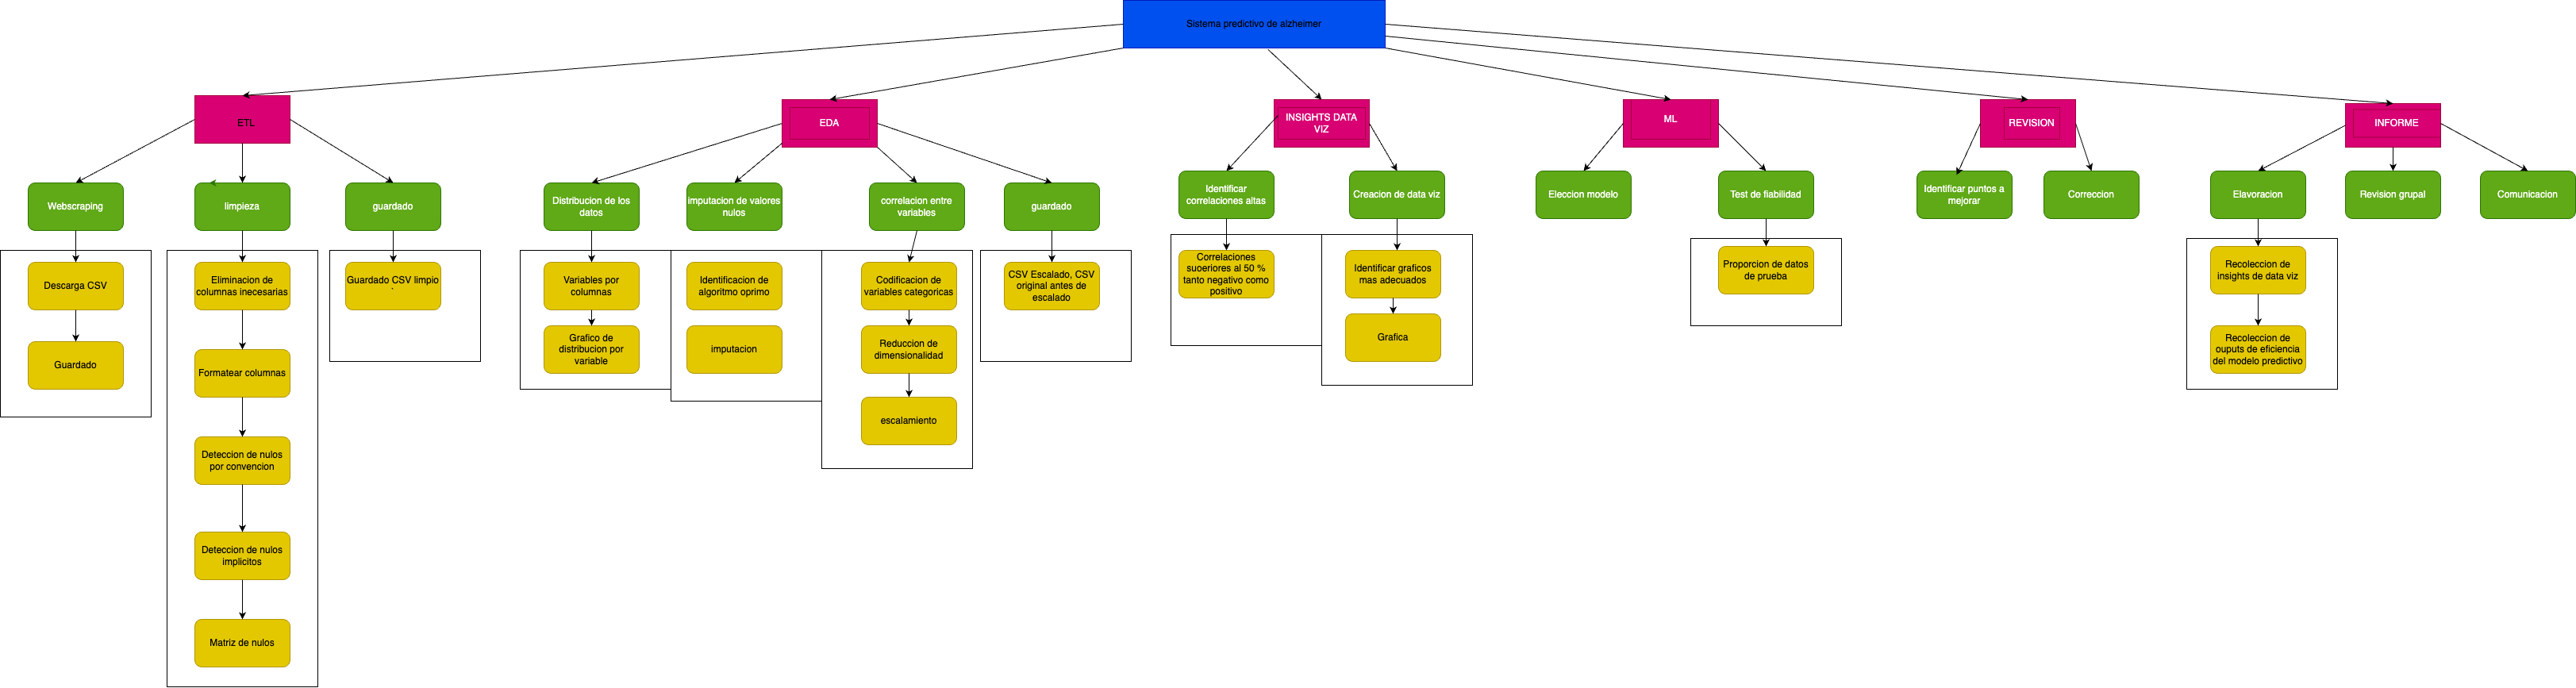 Sistema predictivo de alzheimer
ETL
EDA
INSIGHTS DATA
VIZ
ML
REVISION
INFORME
Webscraping
limpieza
guardado
Distribucion de los
datos
imputacion de valores
nulos
correlacion entre
variables
guardado
Identificar
correlaciones altas
Creacion de data viz
Eleccion modelo
Test de fiabilidad
Identificar puntos a
mejorar
Correccion
Elavoracion
Revision grupal
Comunicacion
Descarga CSV
Guardado
Eliminacion de
columnas inecesarias
Formatear columnas
Deteccion de nulos
por convencion
Deteccion de nulos
implicitos
Matriz de nulos
Guardado CSV limpio
`
Variables por
columnas
Grafico de
distribucion por
variable
Identificacion de
algoritmo oprimo
imputacion
Codificacion de
variables categoricas
Reduccion de
dimensionalidad
escalamiento
CSV Escalado, CSV
original antes de
escalado
Correlaciones
suoeriores al 50 %
tanto negativo como
positivo
Identificar graficos
mas adecuados
Grafica
Proporcion de datos
de prueba
Recoleccion de
insights de data viz
Recoleccion de
ouputs de eficiencia
del modelo predictivo